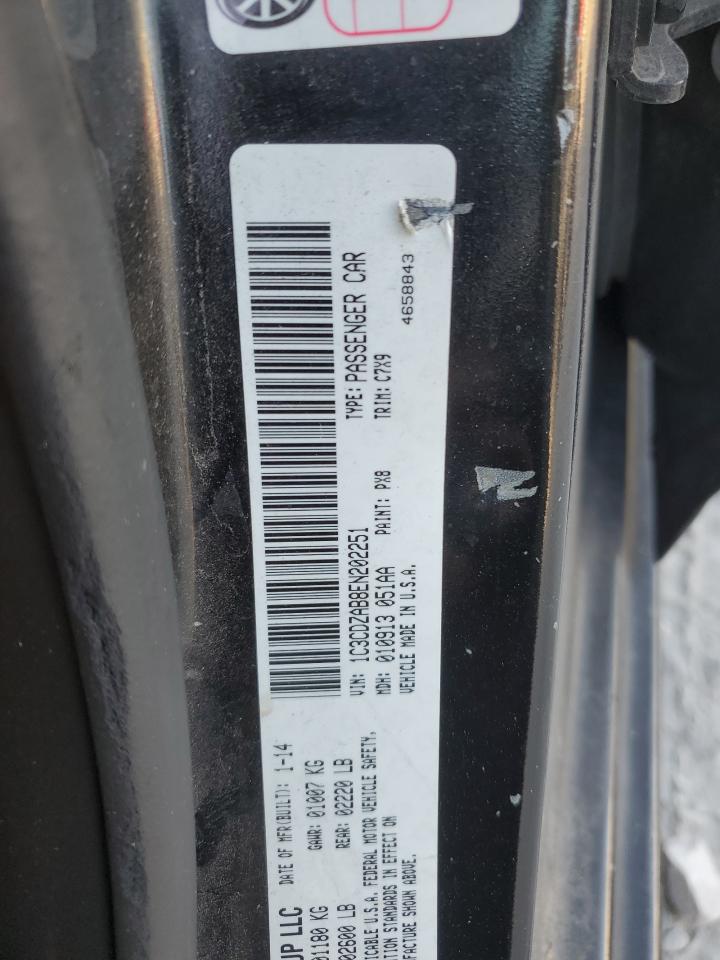 UP LLC DATE OF MFR(BUILT): 1-14
01180 KG GAWR: 01007 KG
02600 LB REAR: 02220 LB
ICABLE U.S.A. FEDERAL MOTOR VEHICLE SAFETY,
ITION STANDARDS IN EFFECT ON
FACTURE SHOWN ABOVE.
VIN: 1C3CDZAB8EN202251 TYPE: PASSENGER CAR
MDH: 010913 051AA PAINT: PX8 TRIM: C7X9
VEHICLE MADE IN U.S.A. 4658843